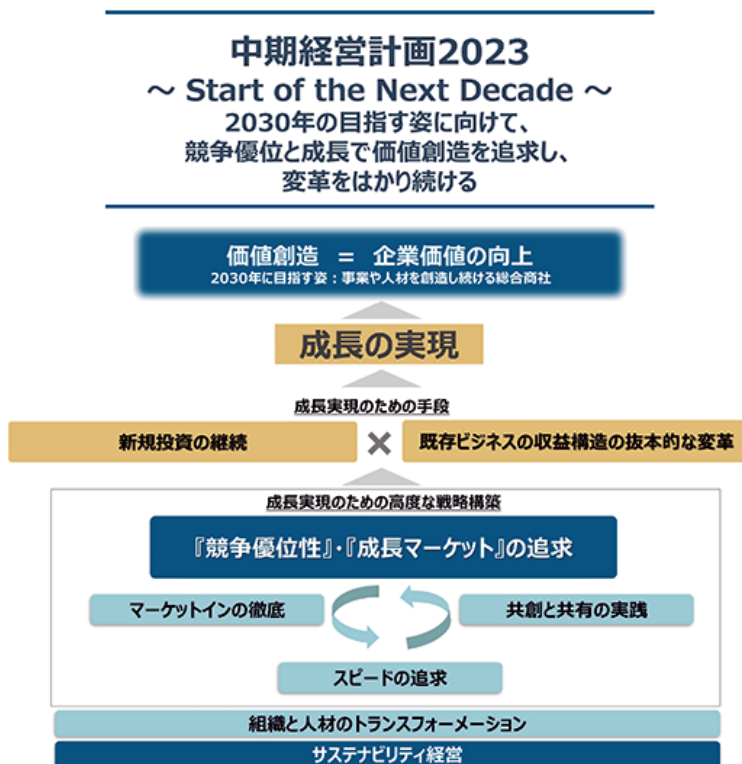 中期経営計画2023
～ Start of the Next Decade ～
2030年の目指す姿に向けて、
競争優位と成長で価値創造を追求し、
変革をはかり続ける
価値創造 ＝ 企業価値の向上
2030年に目指す姿：事業や人材を創造し続ける総合商社
成長の実現
成長実現のための手段
新規投資の継続 × 既存ビジネスの収益構造の抜本的な変革
成長実現のための高度な戦略構築
『競争優位性』・『成長マーケット』の追求
マーケットインの徹底 共創と共有の実践
スピードの追求
組織と人材のトランスフォーメーション
サステナビリティ経営